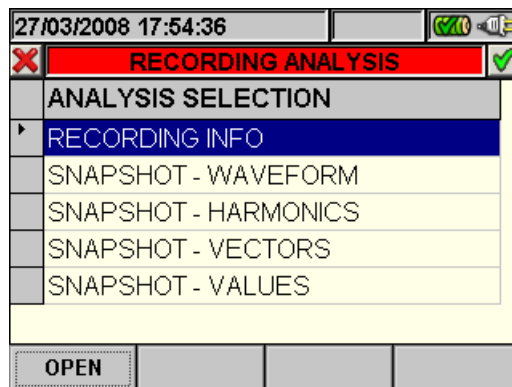 27/03/2008 17:54:36
RECORDING ANALYSIS
ANALYSIS SELECTION
RECORDING INFO
SNAPSHOT - WAVEFORM
SNAPSHOT - HARMONICS
SNAPSHOT - VECTORS
SNAPSHOT - VALUES
OPEN